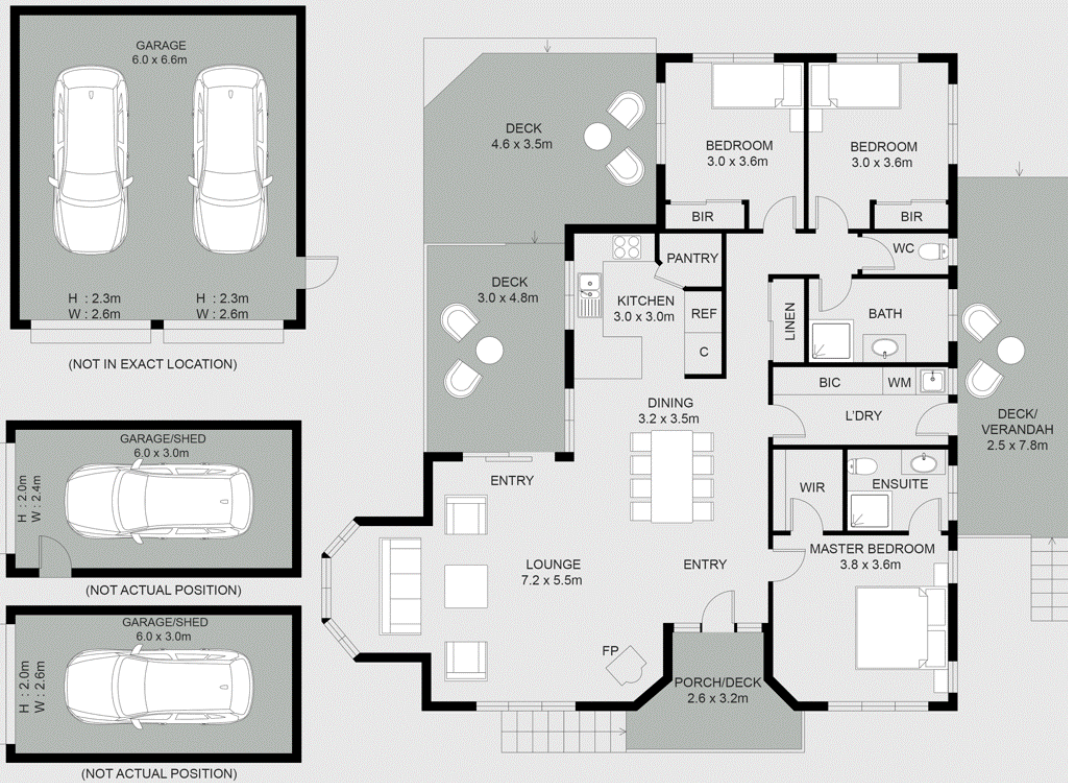 GARAGE
6.0 x 6.6m
H : 2.3m
W : 2.6m
H : 2.3m
W : 2.6m
(NOT IN EXACT LOCATION)
GARAGE/SHED
6.0 x 3.0m
H : 2.0m
W : 2.4m
(NOT ACTUAL POSITION)
GARAGE/SHED
6.0 x 3.0m
H : 2.0m
W : 2.6m
(NOT ACTUAL POSITION)
DECK
4.6 x 3.5m
BEDROOM
3.0 x 3.6m
BEDROOM
3.0 x 3.6m
BIR
BIR
WC
DECK
3.0 x 4.8m
PANTRY
KITCHEN
3.0 x 3.0m
REF
C
LINEN
BATH
BIC
WM
L'DRY
DINING
3.2 x 3.5m
DECK/
VERANDAH
2.5 x 7.8m
ENTRY
WIR
ENSUITE
LOUNGE
7.2 x 5.5m
ENTRY
MASTER BEDROOM
3.8 x 3.6m
FP
PORCH/DECK
2.6 x 3.2m